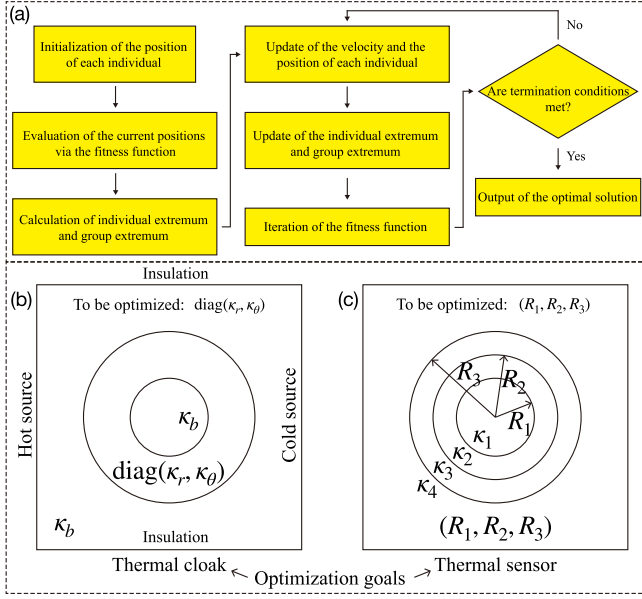 (a)
Initialization of the position
of each individual
Evaluation of the current positions
via the fitness function
Calculation of individual extremum
and group extremum
Update of the velocity and the
position of each individual
Update of the individual extremum
and group extremum
Iteration of the fitness function
No
Are termination conditions
met?
Yes
Output of the optimal solution
(b)
Insulation
To be optimized: diag(κr, κθ)
Hot source
Cold source
κb
diag(κr, κθ)
κb
Insulation
Thermal cloak
(c)
To be optimized: (R1, R2, R3)
R3
R2
R1
κ1
κ2
κ3
κ4
(R1, R2, R3)
Thermal sensor
Optimization goals